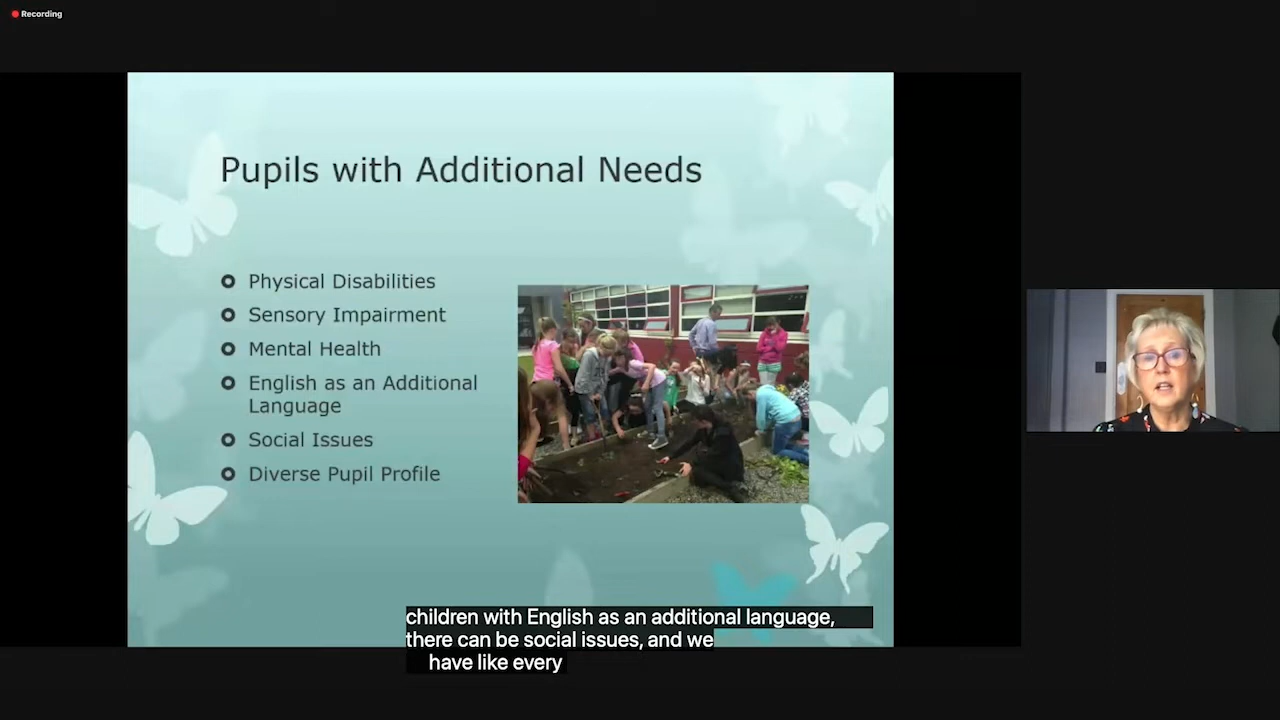 Recording
Pupils with Additional Needs
Physical Disabilities
Sensory Impairment
Mental Health
English as an Additional
Language
Social Issues
Diverse Pupil Profile
children with English as an additional language,
there can be social issues, and we
have like every